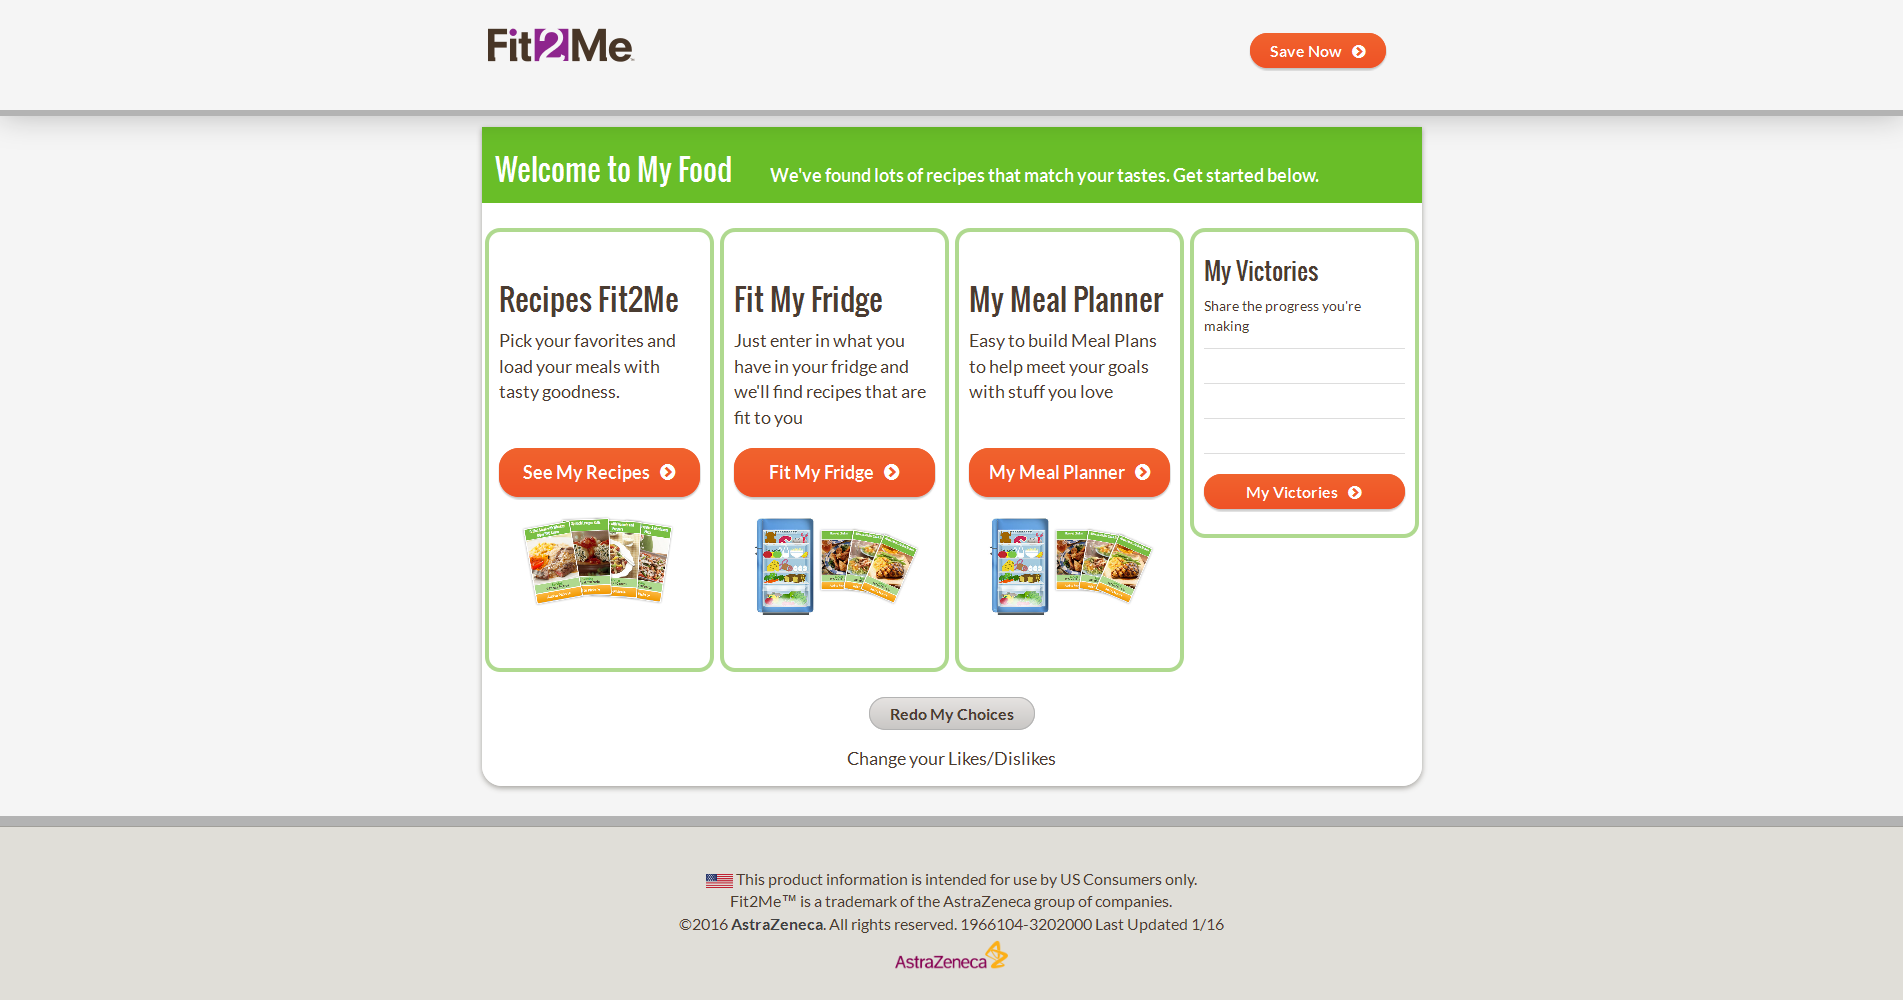 Fit2Me™
Save Now
Welcome to My Food
We've found lots of recipes that match your tastes. Get started below.
Recipes Fit2Me
Pick your favorites and
load your meals with
tasty goodness.
See My Recipes
Fit My Fridge
Just enter in what you
have in your fridge and
we'll find recipes that are
fit to you
Fit My Fridge
My Meal Planner
Easy to build Meal Plans
to help meet your goals
with stuff you love
My Meal Planner
My Victories
Share the progress you're
making
My Victories
Redo My Choices
Change your Likes/Dislikes
This product information is intended for use by US Consumers only.
Fit2Me™ is a trademark of the AstraZeneca group of companies.
©2016 AstraZeneca. All rights reserved. 1966104-3202000 Last Updated 1/16
AstraZeneca